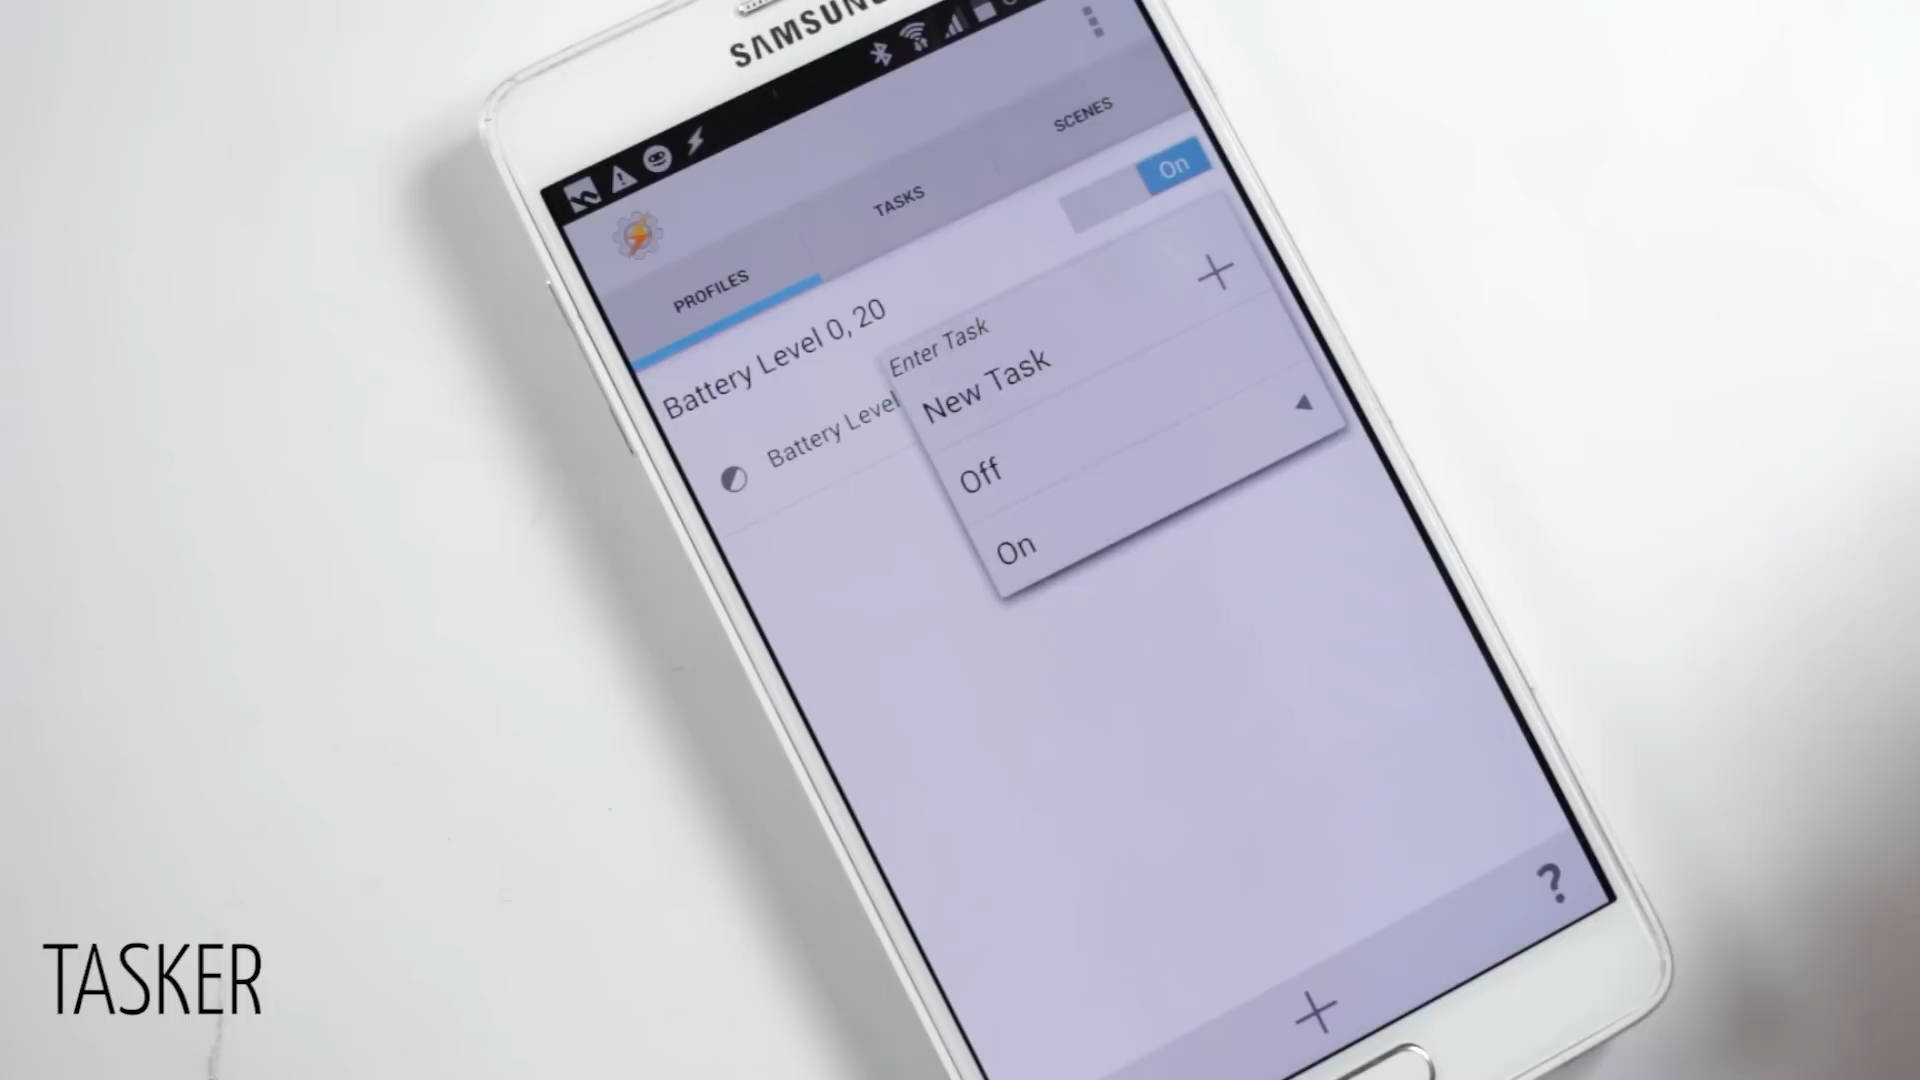 SAMSUNG
SCENES
TASKS
PROFILES
On
Battery Level 0, 20
Battery Level
Enter Task
New Task
Off
On
?
TASKER